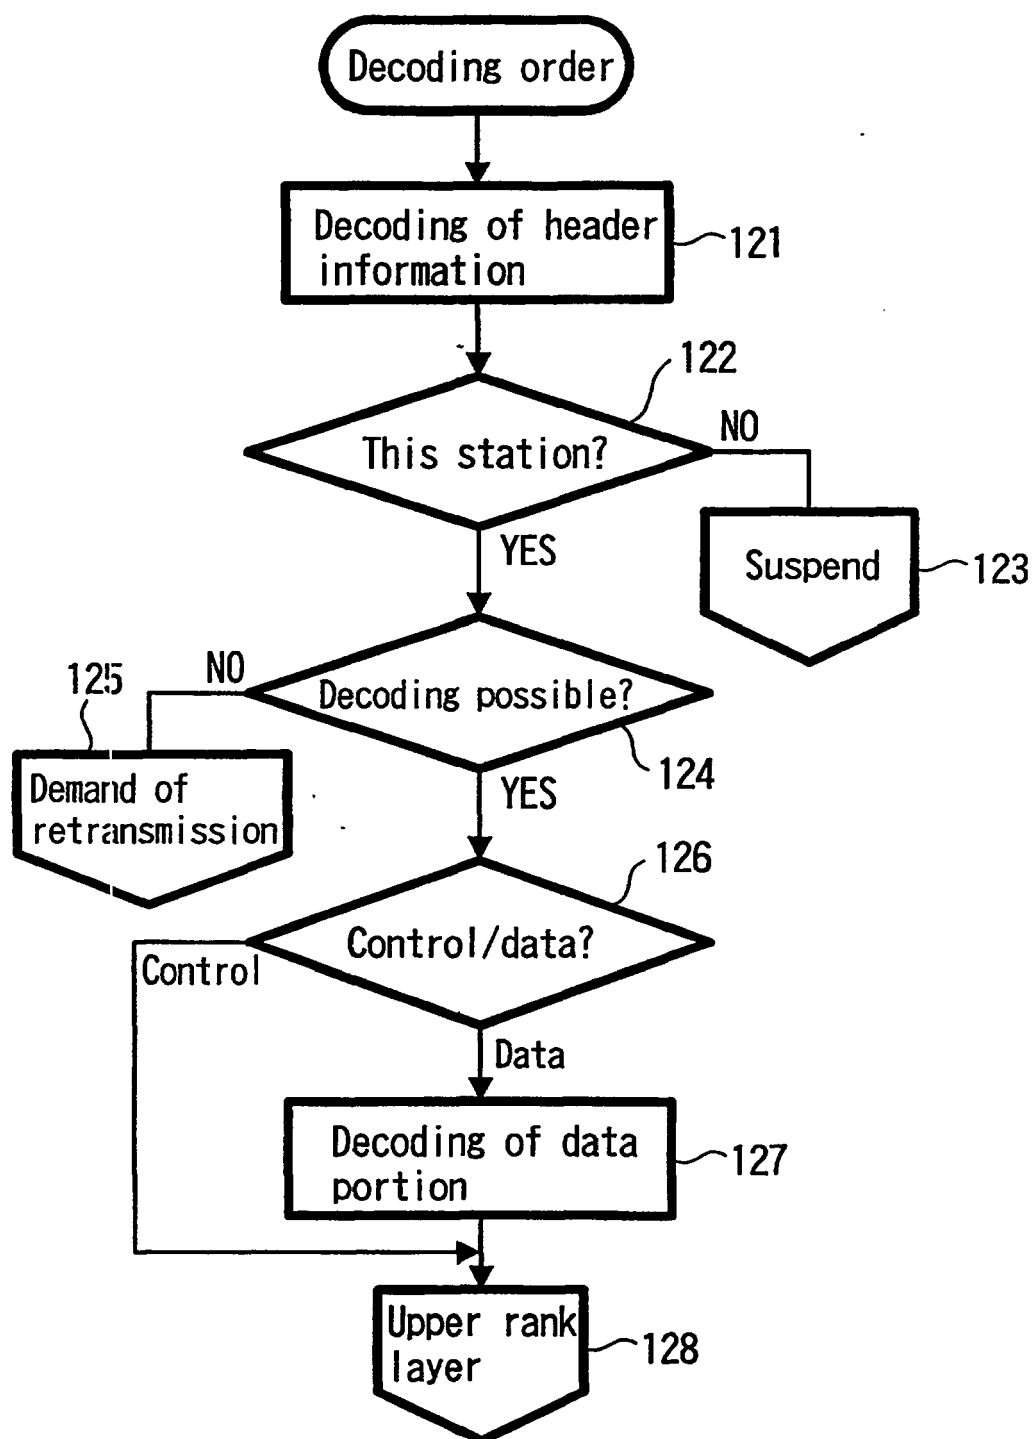 Decoding order
Decoding of header
information
121
122
This station?
NO
YES
Suspend
123
NO
125
Decoding possible?
124
Demand of
retransmission
YES
126
Control/data?
Control
Data
Decoding of data
portion
127
Upper rank
layer
128